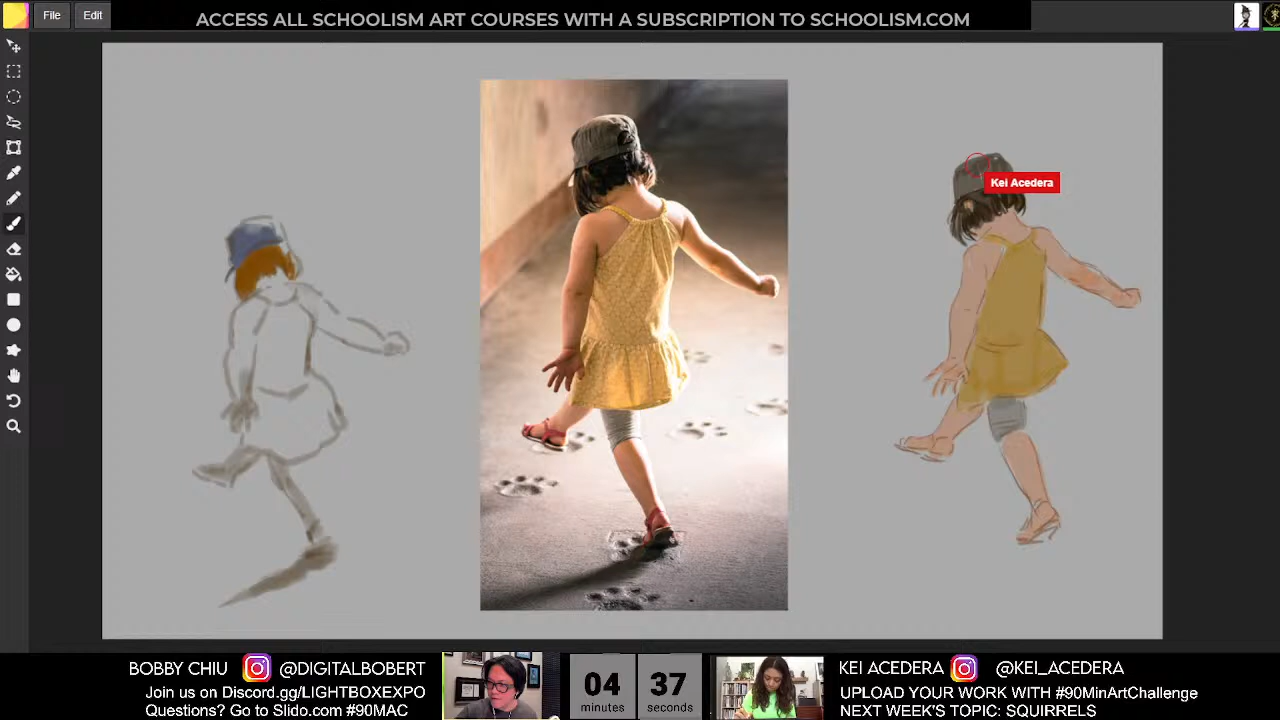 File
Edit
ACCESS ALL SCHOOLISM ART COURSES WITH A SUBSCRIPTION TO SCHOOLISM.COM
Kei Acedera
BOBBY CHIU @DIGITALBOBERT
Join us on Discord.gg/LIGHTBOXEXPO
Questions? Go to Slido.com #90MAC
04
minutes
37
seconds
KEI ACEDERA @KEI_ACEDERA
UPLOAD YOUR WORK WITH #90MinArtChallenge
NEXT WEEK'S TOPIC: SQUIRRELS